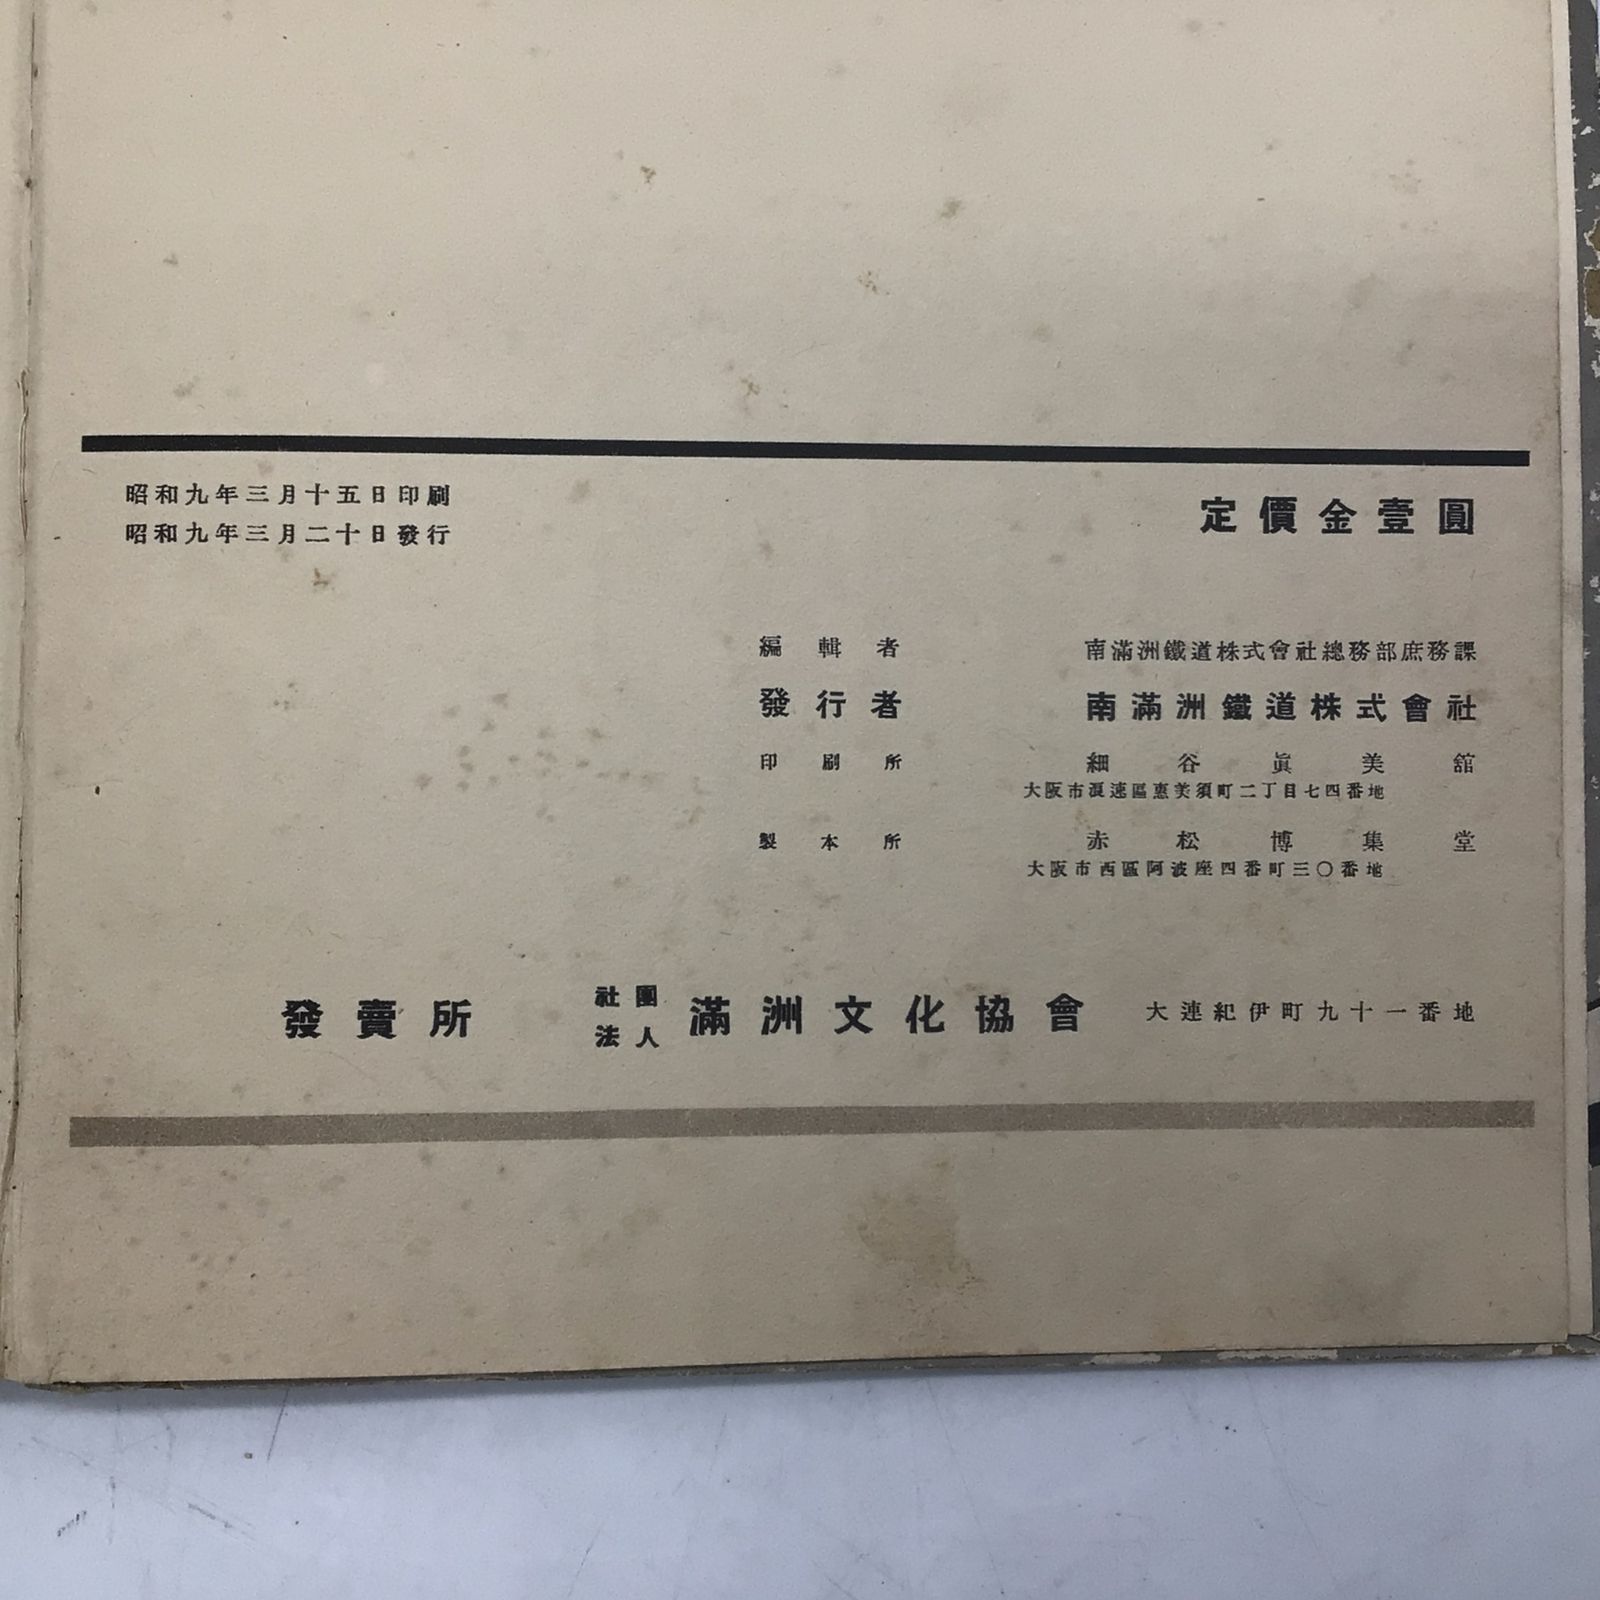 昭和九年三月十五日印刷
昭和九年三月二十日發行
定價金壹圓
編輯者 南滿洲鐵道株式會社總務部庶務課
發行者 南滿洲鐵道株式會社
印刷所 細谷眞美舘
大阪市浪速區惠美須町二丁目七四番地
製本所 赤松博集堂
大阪市西區阿波座四番町三〇番地
發賣所 社團法人 滿洲文化協會 大連紀伊町九十一番地